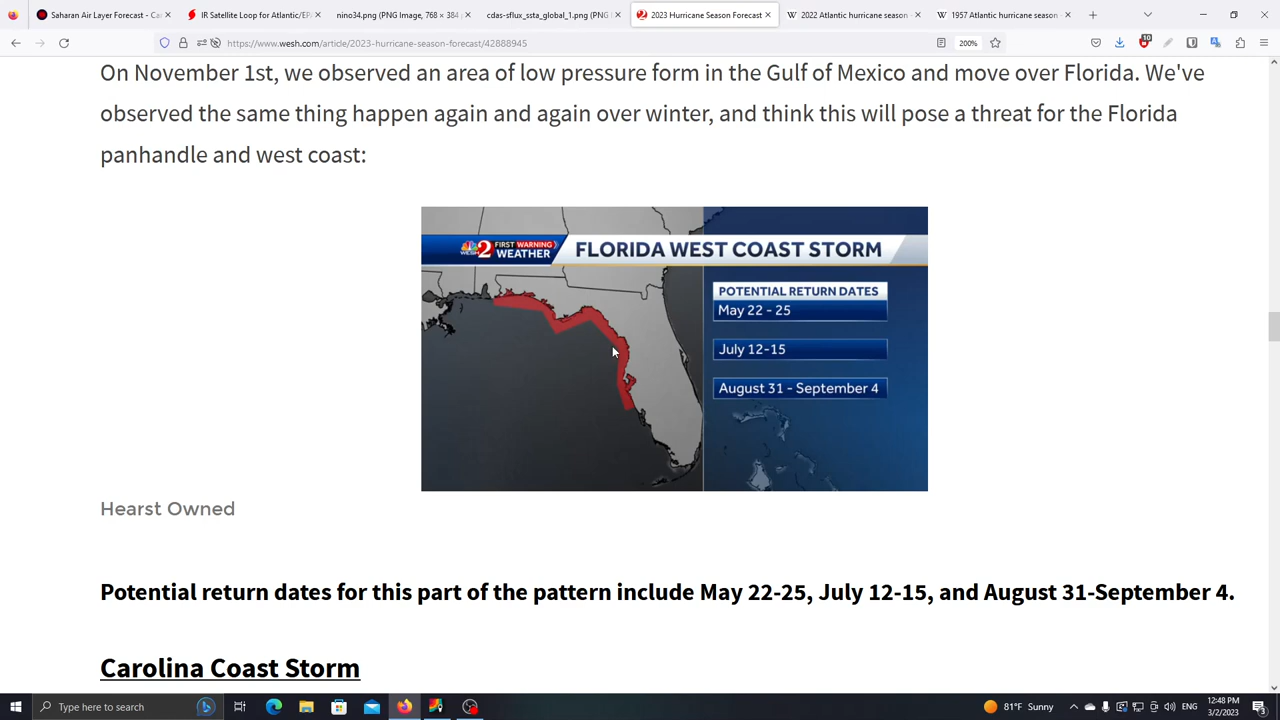 Saharan Air Layer Forecast - Ca
IR Satellite Loop for Atlantic/EP
nino34.png (PNG Image, 768 × 384
cdas-sflux_ssta_global_1.png (PNG
2023 Hurricane Season Forecast
2022 Atlantic hurricane season -
1957 Atlantic hurricane season
https://www.wesh.com/article/2023-hurricane-season-forecast/42888945
200%
10
On November 1st, we observed an area of low pressure form in the Gulf of Mexico and move over Florida. We've
observed the same thing happen again and again over winter, and think this will pose a threat for the Florida
panhandle and west coast:
WESH 2 FIRST WARNING WEATHER
FLORIDA WEST COAST STORM
POTENTIAL RETURN DATES
May 22 - 25
July 12-15
August 31 - September 4
Hearst Owned
Potential return dates for this part of the pattern include May 22-25, July 12-15, and August 31-September 4.
Carolina Coast Storm
Type here to search
81°F Sunny
ENG
12:48 PM
3/2/2023
3